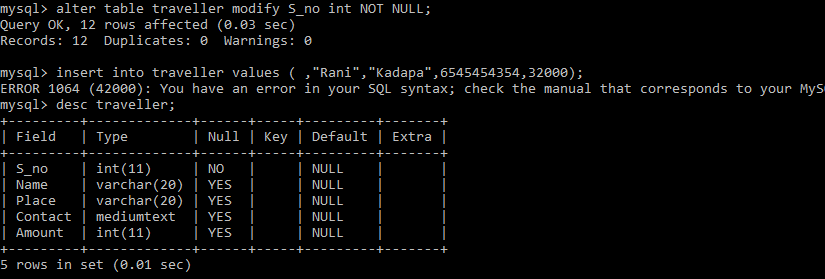 mysql> alter table traveller modify S_no int NOT NULL;
Query OK, 12 rows affected (0.03 sec)
Records: 12  Duplicates: 0  Warnings: 0
mysql> insert into traveller values ( ,"Rani","Kadapa",6545454354,32000);
ERROR 1064 (42000): You have an error in your SQL syntax; check the manual that corresponds to your MySQ
mysql> desc traveller;
+---------+-------------+------+-----+---------+-------+
| Field   | Type        | Null | Key | Default | Extra |
+---------+-------------+------+-----+---------+-------+
| S_no    | int(11)     | NO   |     | NULL    |       |
| Name    | varchar(20) | YES  |     | NULL    |       |
| Place   | varchar(20) | YES  |     | NULL    |       |
| Contact | mediumtext  | YES  |     | NULL    |       |
| Amount  | int(11)     | YES  |     | NULL    |       |
+---------+-------------+------+-----+---------+-------+
5 rows in set (0.01 sec)